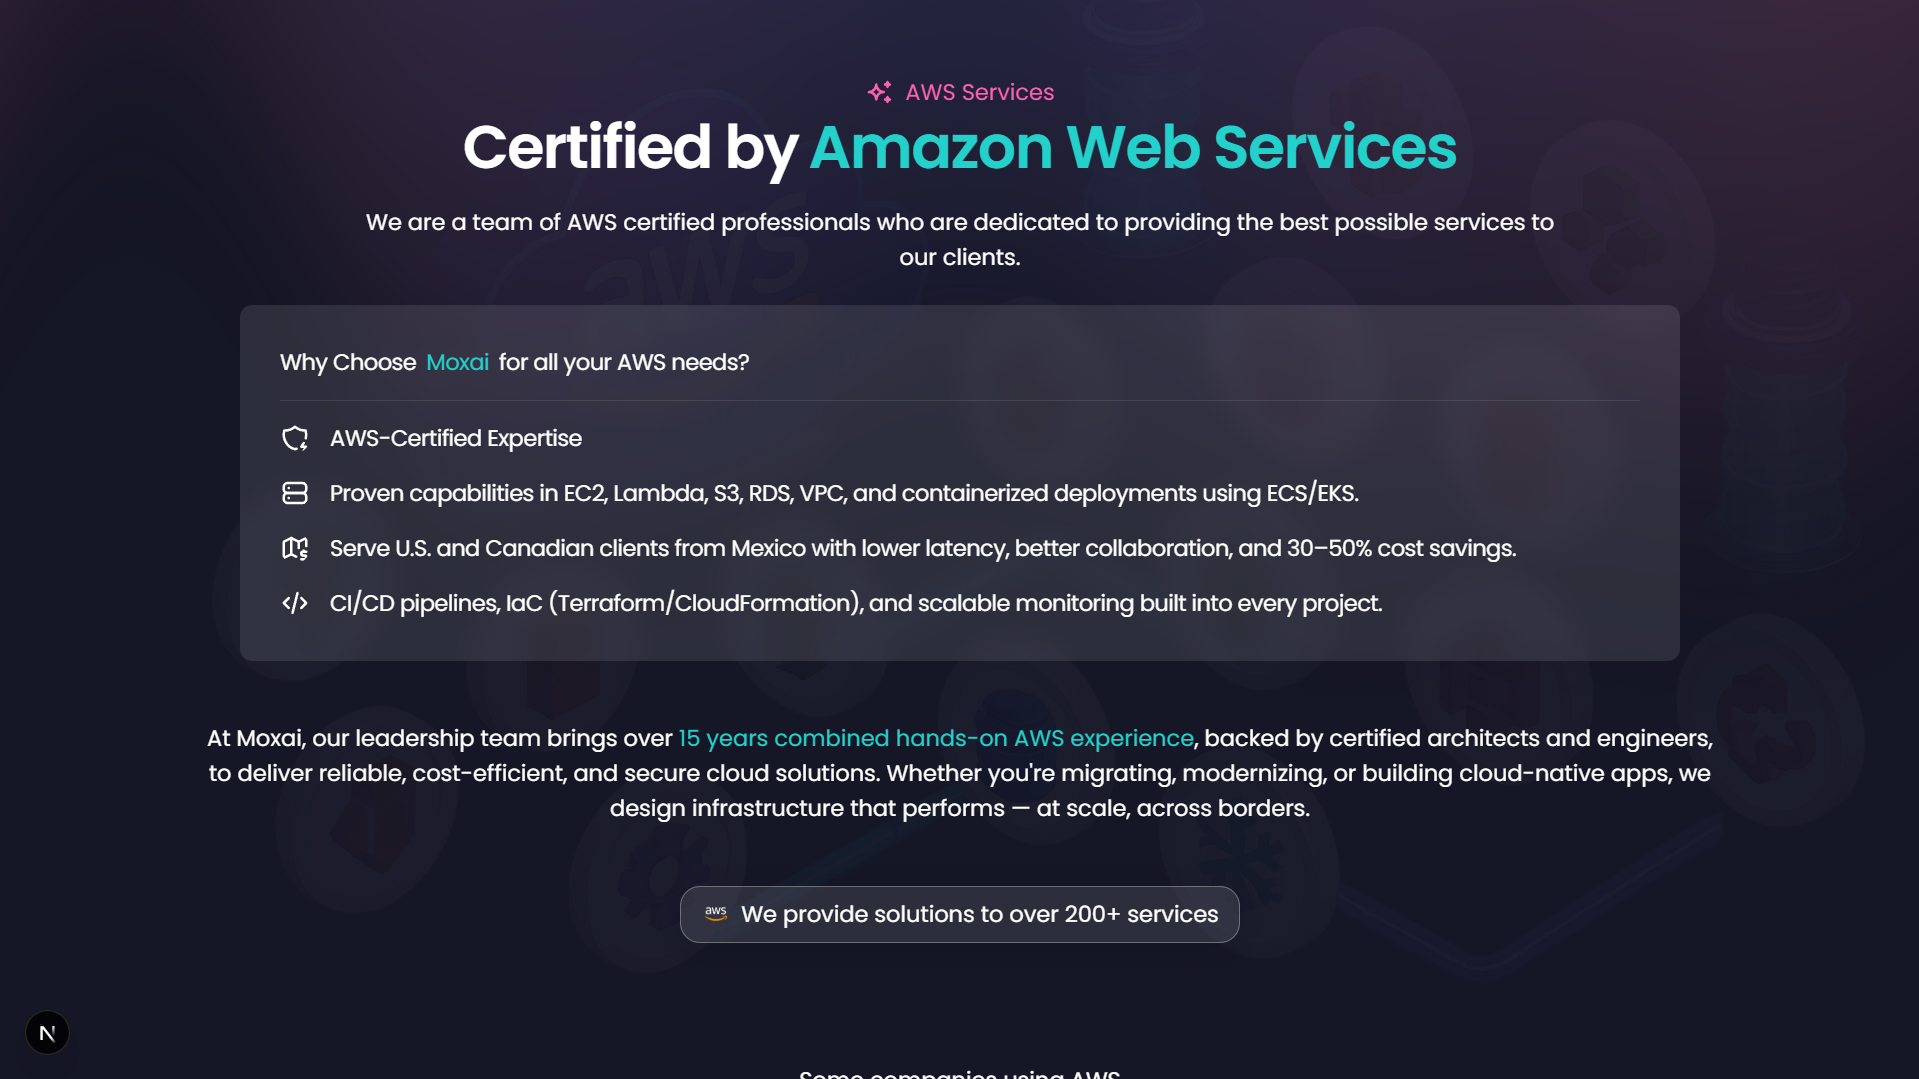 AWS Services
Certified by Amazon Web Services
We are a team of AWS certified professionals who are dedicated to providing the best possible services to
our clients.
aws
Why Choose Moxai for all your AWS needs?
AWS-Certified Expertise
Proven capabilities in EC2, Lambda, S3, RDS, VPC, and containerized deployments using ECS/EKS.
Serve U.S. and Canadian clients from Mexico with lower latency, better collaboration, and 30–50% cost savings.
CI/CD pipelines, IaC (Terraform/CloudFormation), and scalable monitoring built into every project.
At Moxai, our leadership team brings over 15 years combined hands-on AWS experience, backed by certified architects and engineers,
to deliver reliable, cost-efficient, and secure cloud solutions. Whether you're migrating, modernizing, or building cloud-native apps, we
design infrastructure that performs — at scale, across borders.
aws We provide solutions to over 200+ services
N
Some companies using AWS